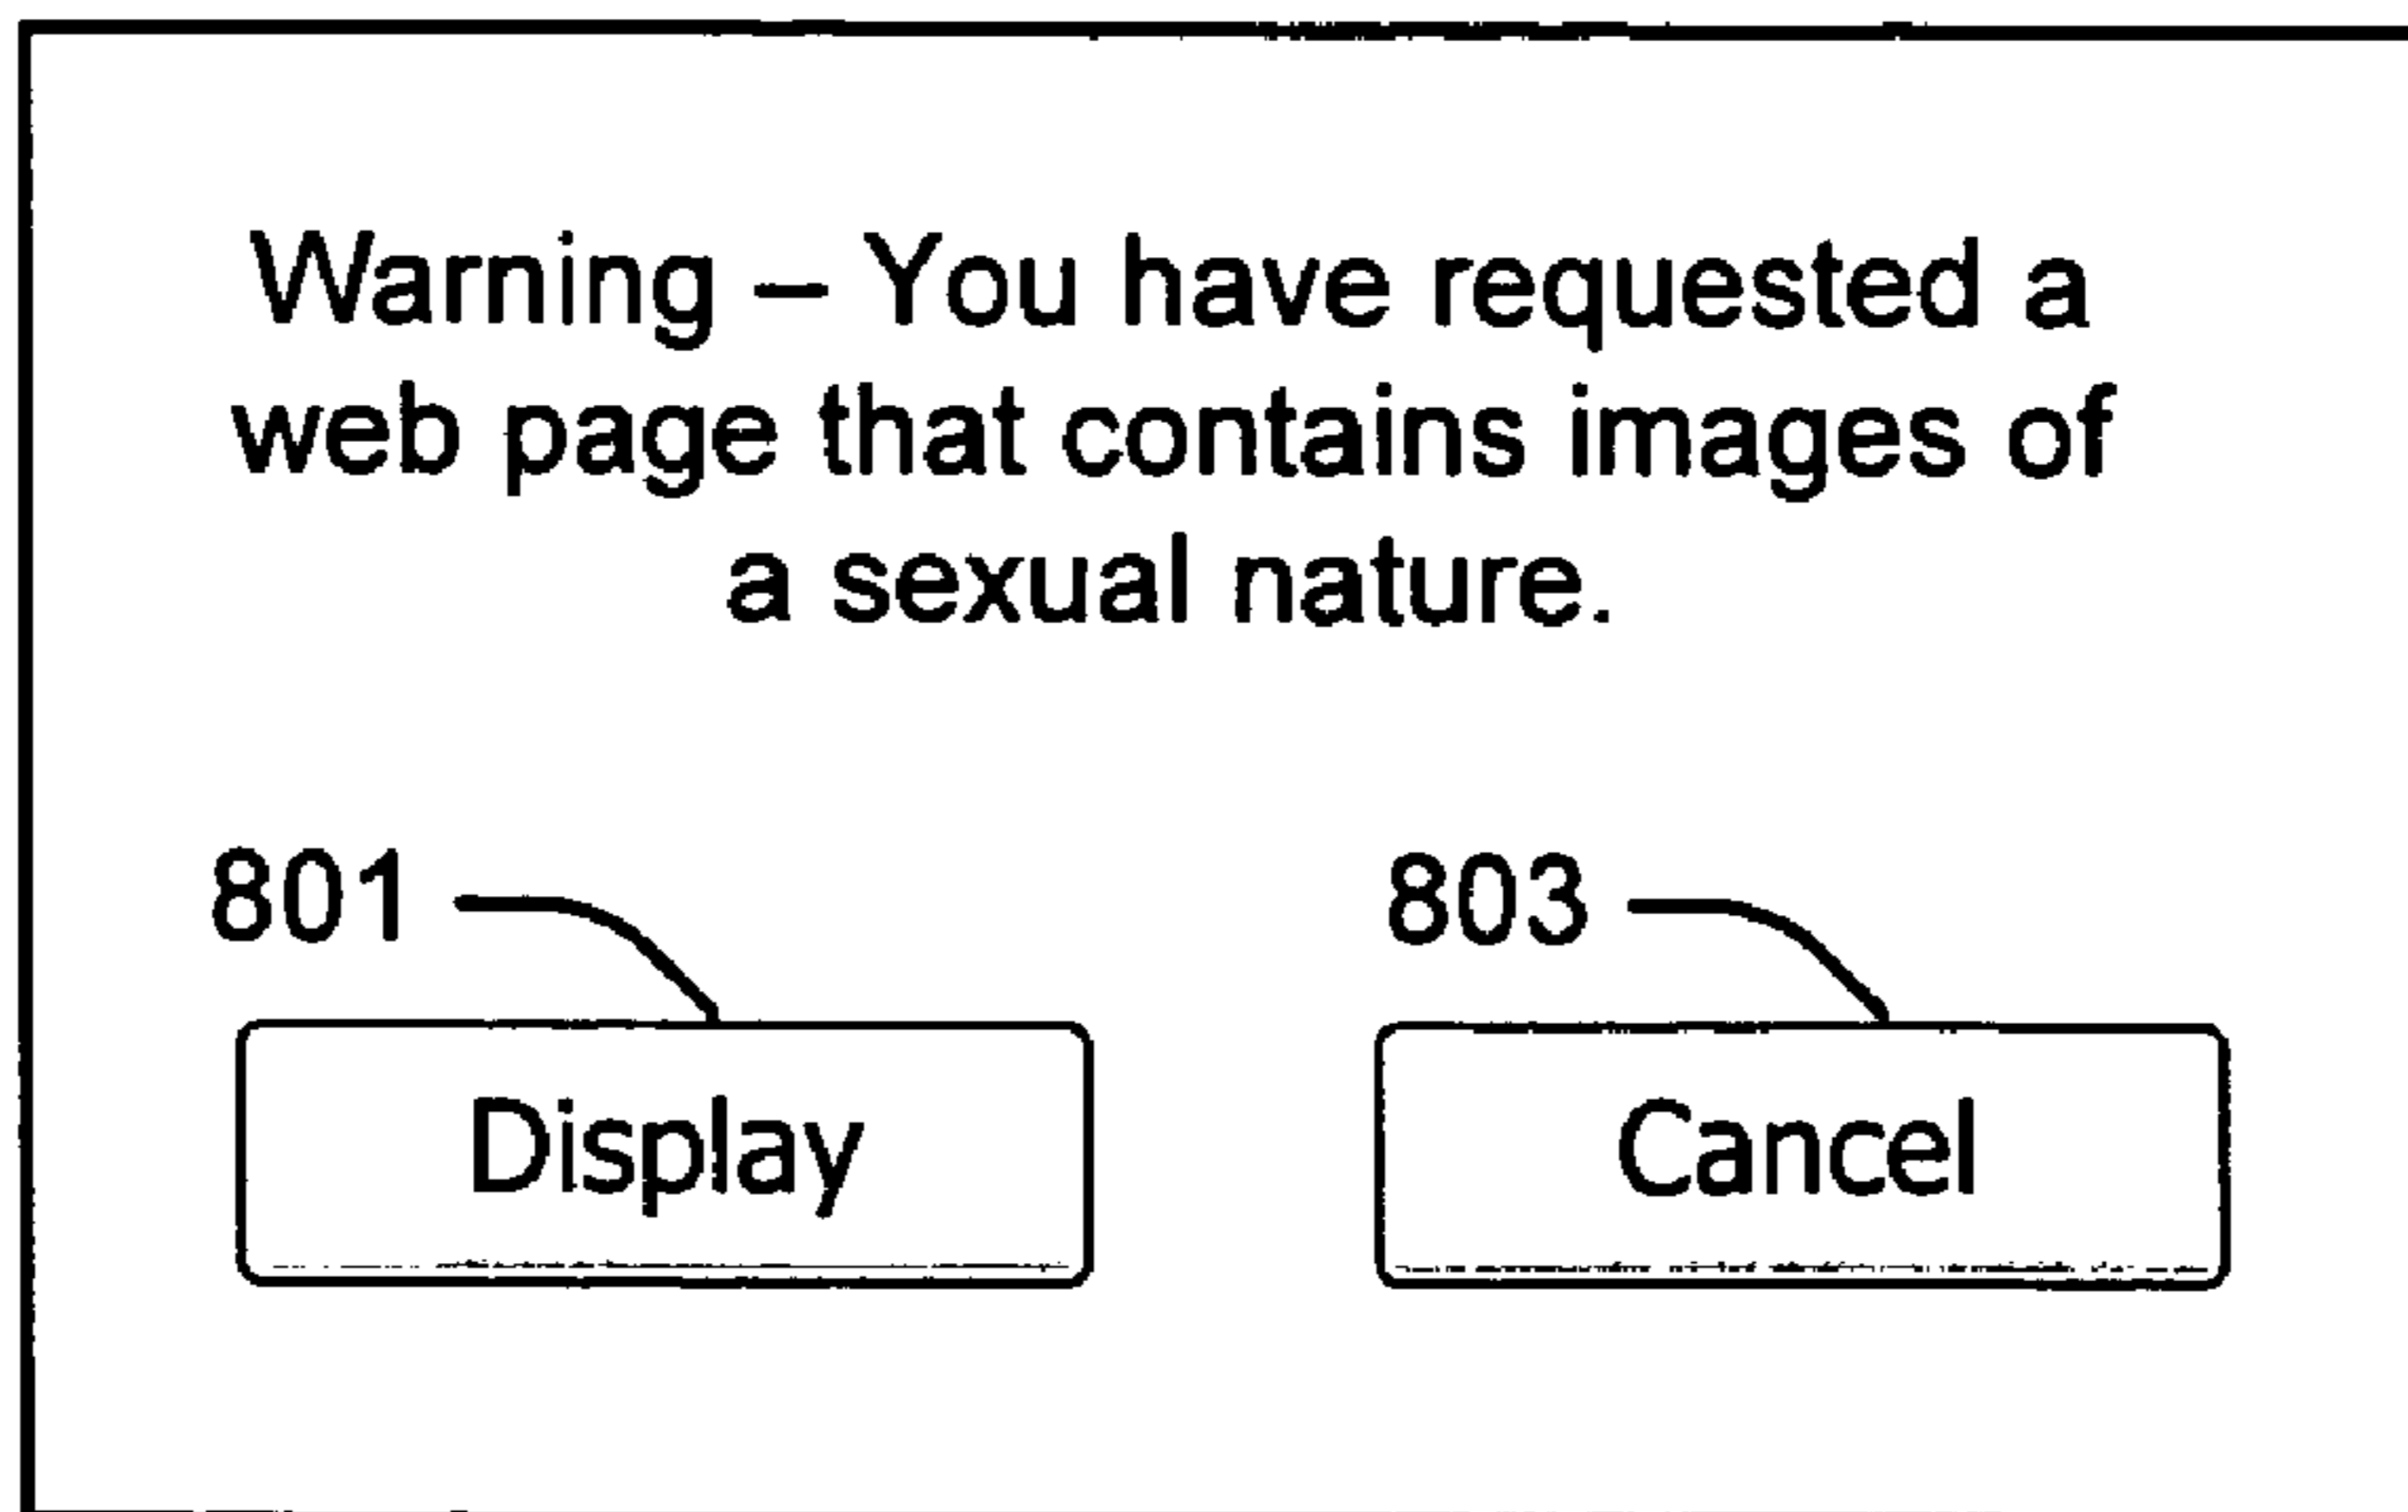 Warning – You have requested a
web page that contains images of
a sexual nature.
801
803
Display
Cancel